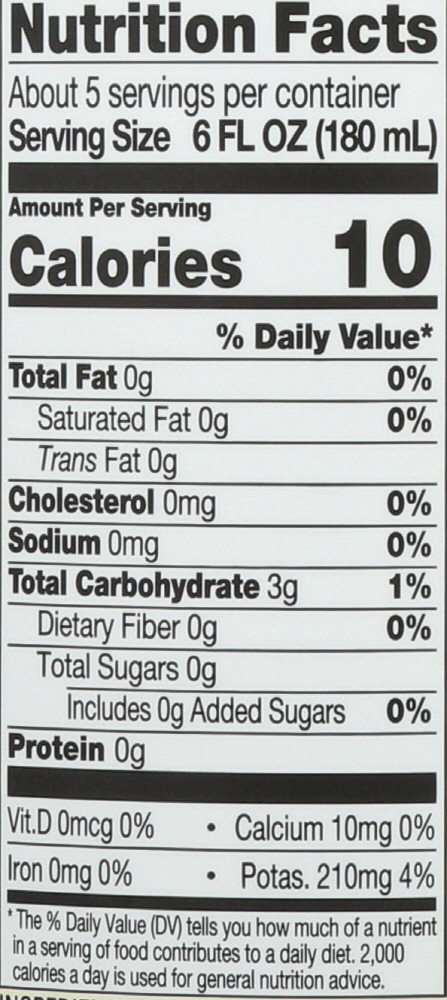 Nutrition Facts
About 5 servings per container
Serving Size 6 FL OZ (180 mL)
Amount Per Serving
Calories 10
% Daily Value*
Total Fat 0g 0%
Saturated Fat 0g 0%
Trans Fat 0g
Cholesterol 0mg 0%
Sodium 0mg 0%
Total Carbohydrate 3g 1%
Dietary Fiber 0g 0%
Total Sugars 0g
Includes 0g Added Sugars 0%
Protein 0g
Vit.D 0mcg 0% • Calcium 10mg 0%
Iron 0mg 0% • Potas. 210mg 4%
*The % Daily Value (DV) tells you how much of a nutrient
in a serving of food contributes to a daily diet. 2,000
calories a day is used for general nutrition advice.